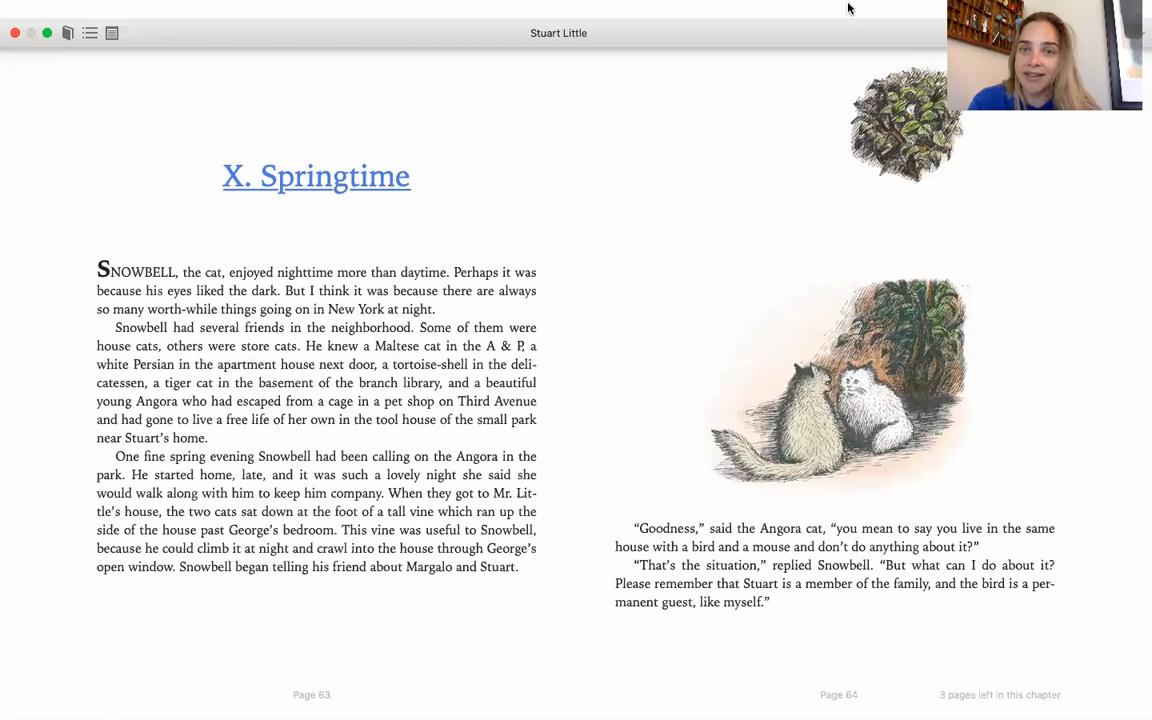 Stuart Little
X. Springtime
SNOWBELL, the cat, enjoyed nighttime more than daytime. Perhaps it was
because his eyes liked the dark. But I think it was because there are always
so many worth-while things going on in New York at night.
Snowbell had several friends in the neighborhood. Some of them were
house cats, others were store cats. He knew a Maltese cat in the A & P, a
white Persian in the apartment house next door, a tortoise-shell in the deli-
catessen, a tiger cat in the basement of the branch library, and a beautiful
young Angora who had escaped from a cage in a pet shop on Third Avenue
and had gone to live a free life of her own in the tool house of the small park
near Stuart's home.
One fine spring evening Snowbell had been calling on the Angora in the
park. He started home, late, and it was such a lovely night she said she
would walk along with him to keep him company. When they got to Mr. Lit-
tle's house, the two cats sat down at the foot of a tall vine which ran up the
side of the house past George's bedroom. This vine was useful to Snowbell,
because he could climb it at night and crawl into the house through George's
open window. Snowbell began telling his friend about Margalo and Stuart.
Page 63
“Goodness,” said the Angora cat, “you mean to say you live in the same
house with a bird and a mouse and don't do anything about it?”
“That's the situation,” replied Snowbell. “But what can I do about it?
Please remember that Stuart is a member of the family, and the bird is a per-
manent guest, like myself.”
Page 64
3 pages left in this chapter